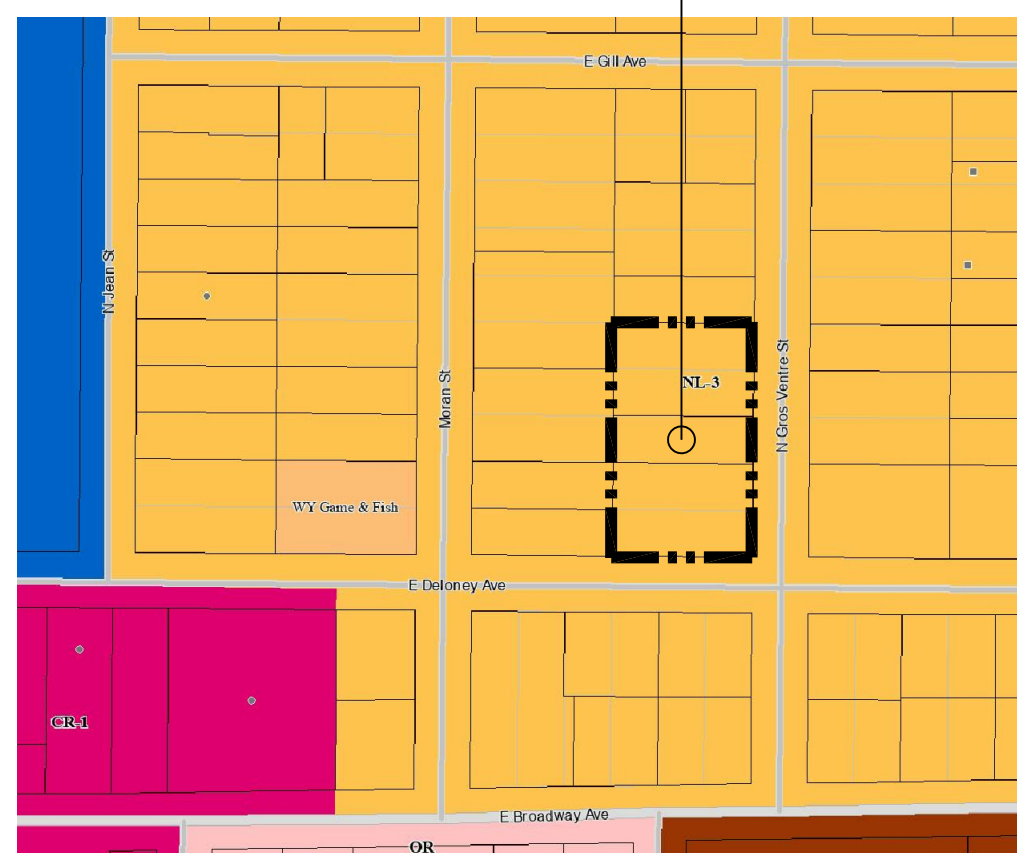 E Gill Ave
N Jean St
Moran St
N Gros Ventre St
NL-3
WY Game & Fish
E Deloney Ave
CR-1
E Broadway Ave
OR